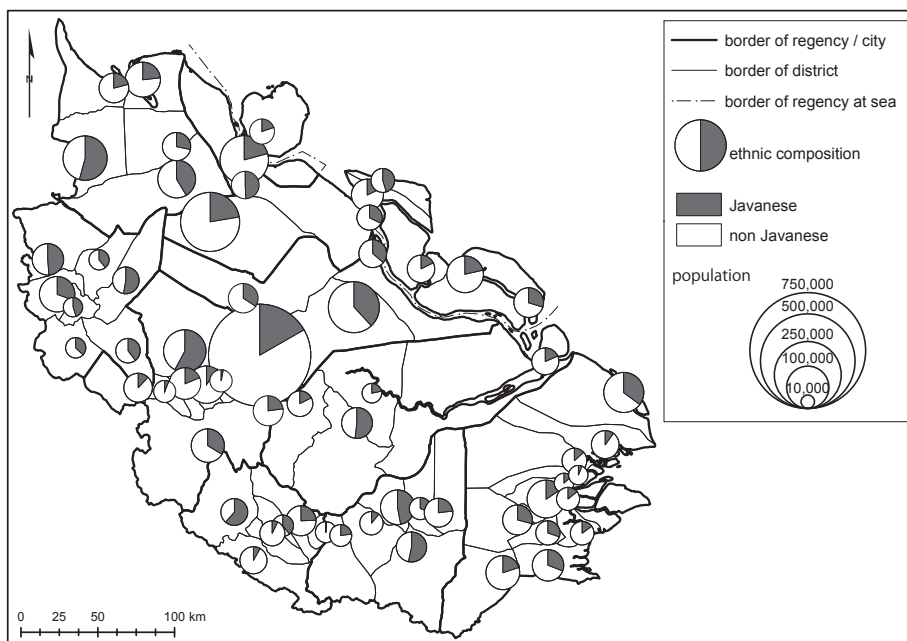 N
border of regency / city
border of district
border of regency at sea
ethnic composition
Javanese
non Javanese
population
750,000
500,000
250,000
100,000
10,000
0 25 50 100 km